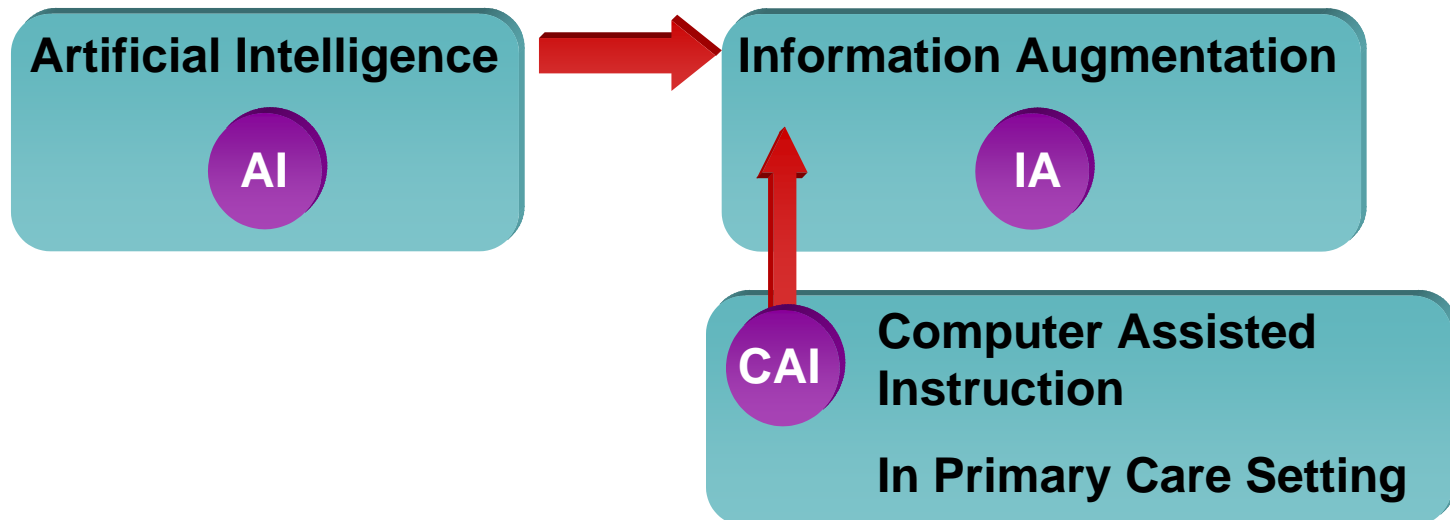 Artificial Intelligence
Information Augmentation
AI
IA
CAI
Computer Assisted
Instruction
In Primary Care Setting